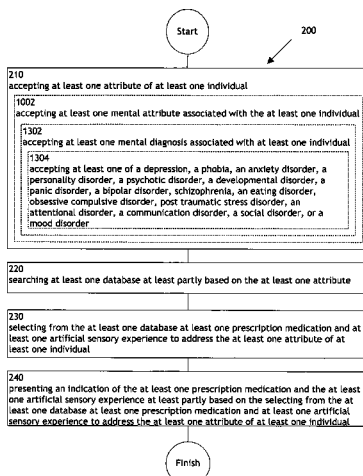 Start
200
210
accepting at least one attribute of at least one individual
1002
accepting at least one mental attribute associated with the at least one individual
1302
accepting at least one mental diagnosis associated with at least one individual
1304
accepting at least one of a depression, a phobia, an anxiety disorder, a
personality disorder, a psychotic disorder, a developmental disorder, a
panic disorder, a bipolar disorder, schizophrenia, an eating disorder,
obsessive compulsive disorder, post traumatic stress disorder, an
attentional disorder, a communication disorder, a social disorder, or a
mood disorder
220
searching at least one database at least partly based on the at least one attribute
230
selecting from the at least one database at least one prescription medication and at
least one artificial sensory experience to address the at least one attribute of at
least one individual
240
presenting an indication of the at least one prescription medication and the at least
one artificial sensory experience at least partly based on the selecting from the at
least one database at least one prescription medication and at least one artificial
sensory experience to address the at least one attribute of at least one individual
Finish